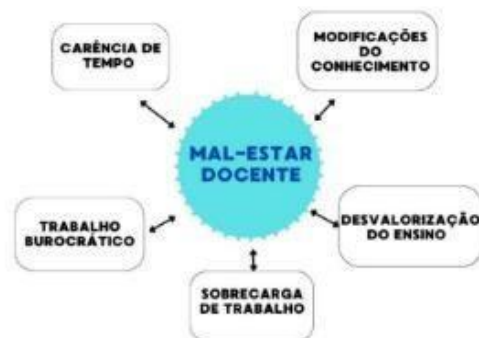 CARÊNCIA DE
TEMPO
MODIFICAÇÕES
DO
CONHECIMENTO
MAL-ESTAR
DOCENTE
TRABALHO
BUROCRÁTICO
DESVALORIZAÇÃO
DO ENSINO
SOBRECARGA
DE TRABALHO